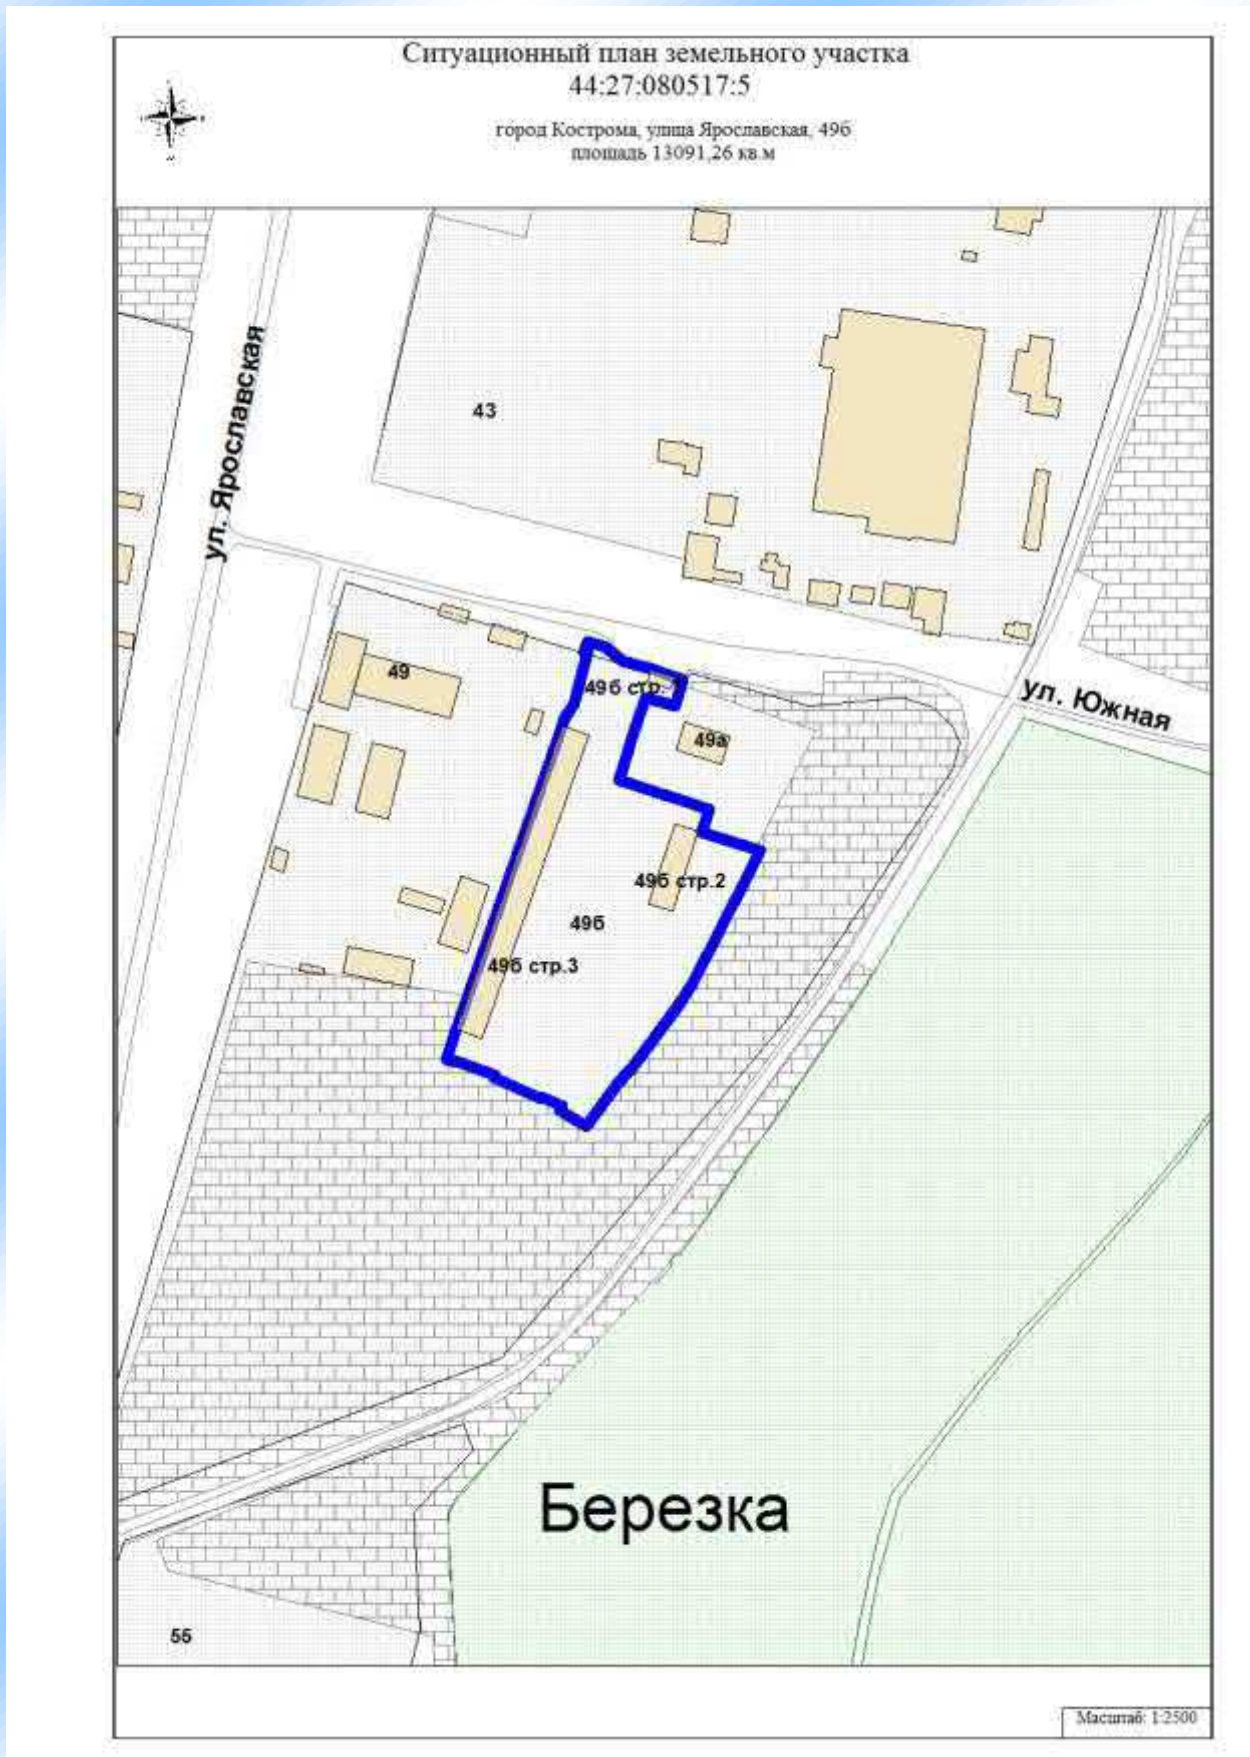 Ситуационный план земельного участка
44:27:080517:5
город Кострома, улица Ярославская, 49б
площадь 13091,26 кв.м
ул. Ярославская
43
49
49б стр.
49а
ул. Южная
49б стр.2
49б
49б стр.3
Березка
55
Масштаб: 1:2500